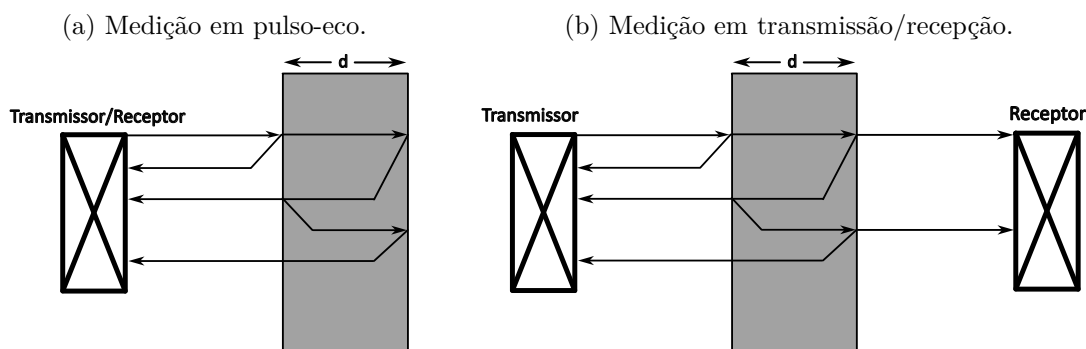 (a) Medição em pulso-eco.
(b) Medição em transmissão/recepção.
d
d
Transmissor/Receptor
Transmissor
Receptor